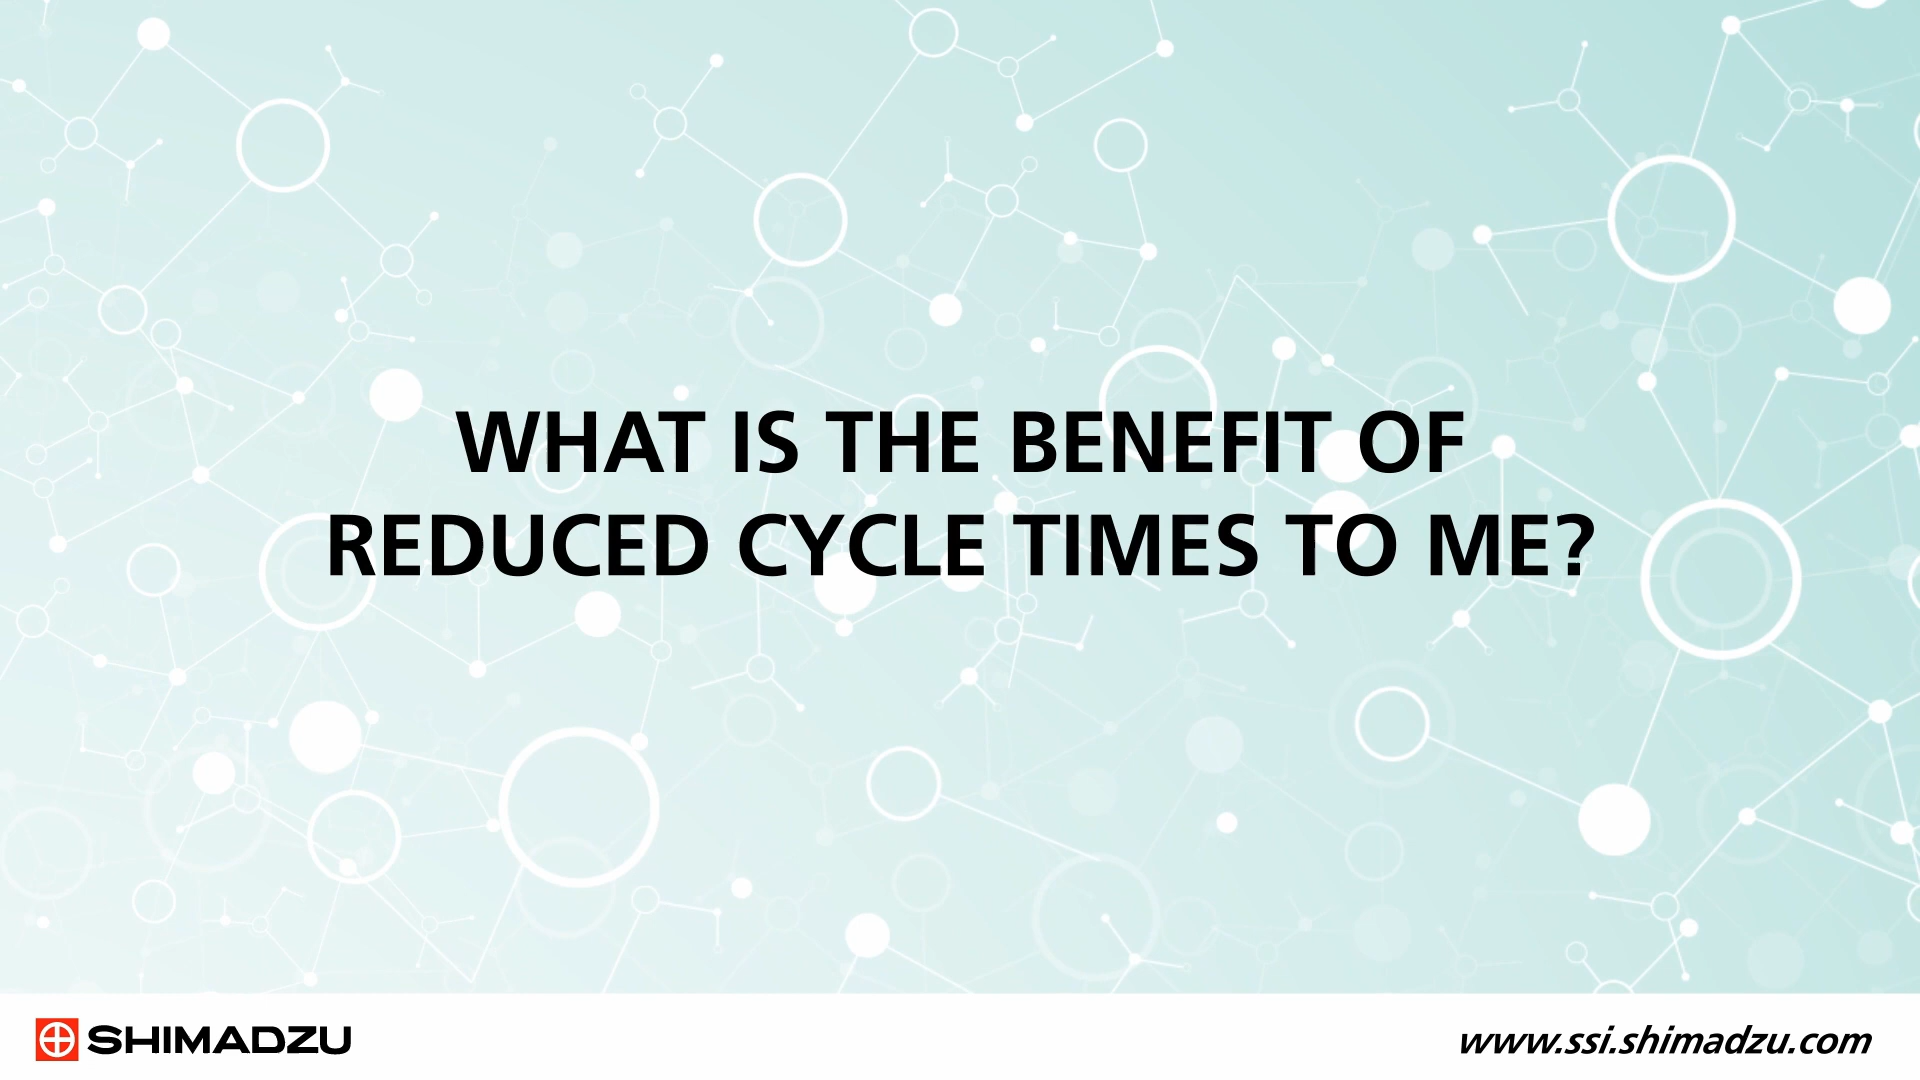 WHAT IS THE BENEFIT OF
REDUCED CYCLE TIMES TO ME?
SHIMADZU
www.ssi.shimadzu.com